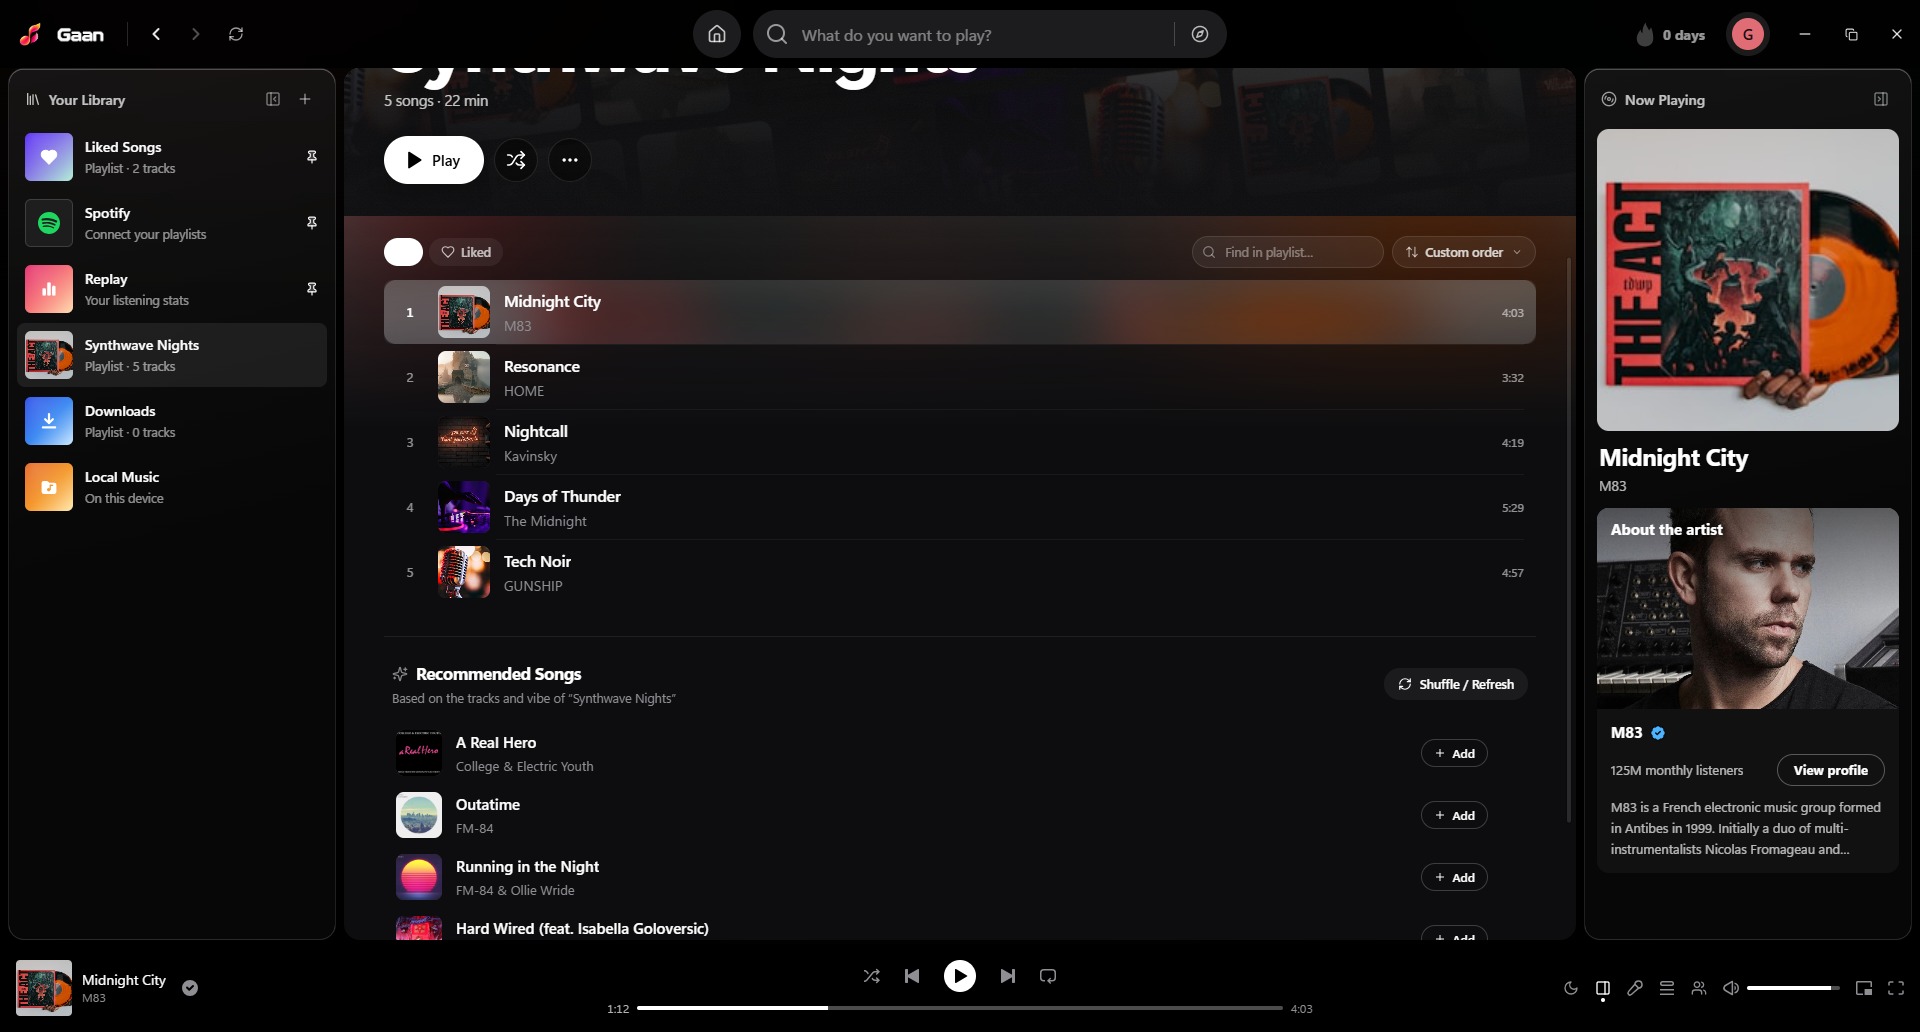 Gaan
What do you want to play?
0 days
G
Your Library
Liked Songs
Playlist · 2 tracks
Spotify
Connect your playlists
Replay
Your listening stats
Synthwave Nights
Playlist · 5 tracks
Downloads
Playlist · 0 tracks
Local Music
On this device
Synthwave Nights
5 songs · 22 min
Play
Liked
Find in playlist...
Custom order
1
Midnight City
M83
4:03
2
Resonance
HOME
3:32
3
Nightcall
Kavinsky
4:19
4
Days of Thunder
The Midnight
5:29
5
Tech Noir
GUNSHIP
4:57
Recommended Songs
Based on the tracks and vibe of "Synthwave Nights"
Shuffle / Refresh
a Real Hero
A Real Hero
College & Electric Youth
Add
Outatime
FM-84
Add
Running in the Night
FM-84 & Ollie Wride
Add
Hard Wired (feat. Isabella Goloversic)
Add
Now Playing
THE ACT
tdwp
Midnight City
M83
About the artist
M83
125M monthly listeners
View profile
M83 is a French electronic music group formed
in Antibes in 1999. Initially a duo of multi-
instrumentalists Nicolas Fromageau and...
Midnight City
M83
1:12
4:03